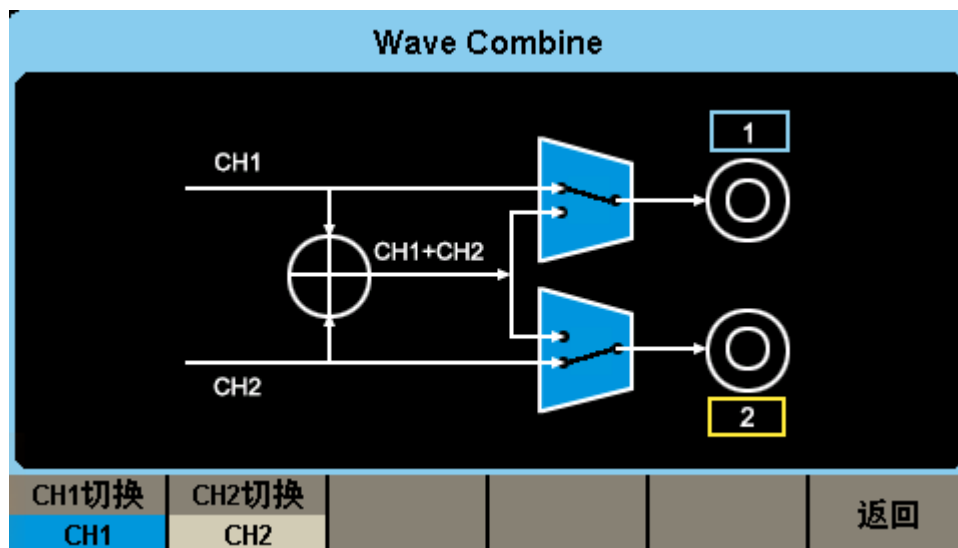 Wave Combine
1
CH1
CH1+CH2
CH2
2
CH1切换 CH2切换 返回
CH1 CH2